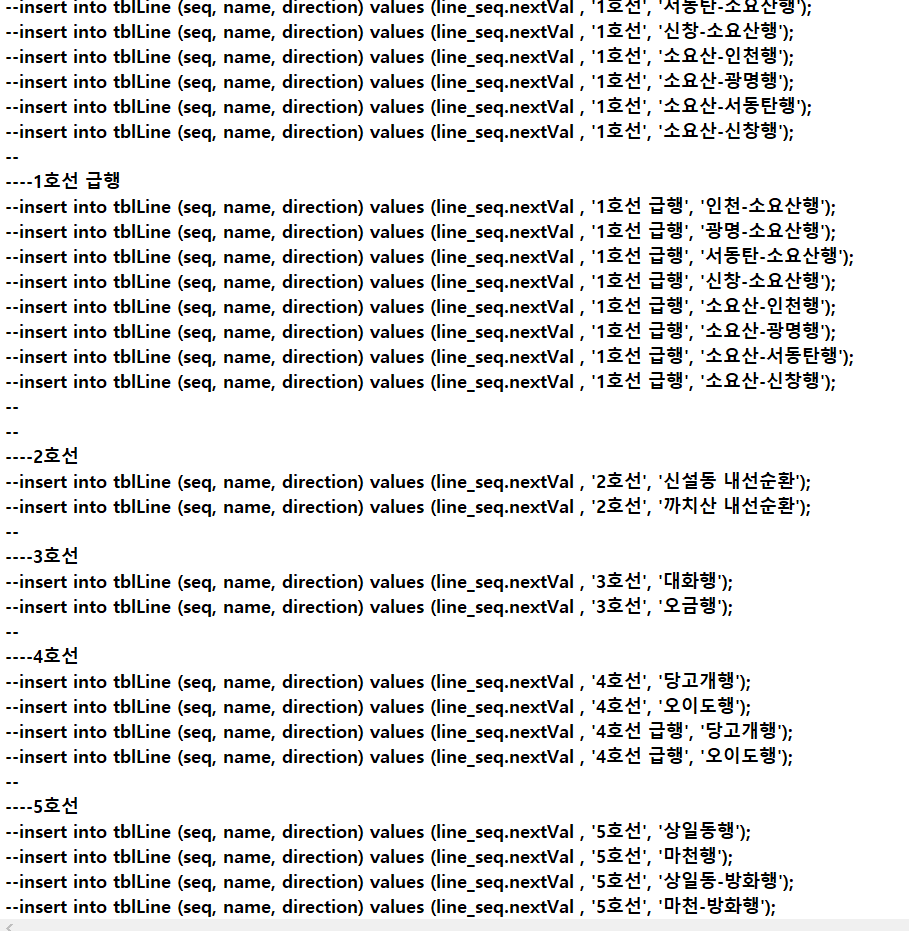 --insert into tblLine (seq, name, direction) values (line_seq.nextVal , '1호선', '서동탄-소요산행');
--insert into tblLine (seq, name, direction) values (line_seq.nextVal , '1호선', '신창-소요산행');
--insert into tblLine (seq, name, direction) values (line_seq.nextVal , '1호선', '소요산-인천행');
--insert into tblLine (seq, name, direction) values (line_seq.nextVal , '1호선', '소요산-광명행');
--insert into tblLine (seq, name, direction) values (line_seq.nextVal , '1호선', '소요산-서동탄행');
--insert into tblLine (seq, name, direction) values (line_seq.nextVal , '1호선', '소요산-신창행');
--
----1호선 급행
--insert into tblLine (seq, name, direction) values (line_seq.nextVal , '1호선 급행', '인천-소요산행');
--insert into tblLine (seq, name, direction) values (line_seq.nextVal , '1호선 급행', '광명-소요산행');
--insert into tblLine (seq, name, direction) values (line_seq.nextVal , '1호선 급행', '서동탄-소요산행');
--insert into tblLine (seq, name, direction) values (line_seq.nextVal , '1호선 급행', '신창-소요산행');
--insert into tblLine (seq, name, direction) values (line_seq.nextVal , '1호선 급행', '소요산-인천행');
--insert into tblLine (seq, name, direction) values (line_seq.nextVal , '1호선 급행', '소요산-광명행');
--insert into tblLine (seq, name, direction) values (line_seq.nextVal , '1호선 급행', '소요산-서동탄행');
--insert into tblLine (seq, name, direction) values (line_seq.nextVal , '1호선 급행', '소요산-신창행');
--
--
----2호선
--insert into tblLine (seq, name, direction) values (line_seq.nextVal , '2호선', '신설동 내선순환');
--insert into tblLine (seq, name, direction) values (line_seq.nextVal , '2호선', '까치산 내선순환');
--
----3호선
--insert into tblLine (seq, name, direction) values (line_seq.nextVal , '3호선', '대화행');
--insert into tblLine (seq, name, direction) values (line_seq.nextVal , '3호선', '오금행');
--
----4호선
--insert into tblLine (seq, name, direction) values (line_seq.nextVal , '4호선', '당고개행');
--insert into tblLine (seq, name, direction) values (line_seq.nextVal , '4호선', '오이도행');
--insert into tblLine (seq, name, direction) values (line_seq.nextVal , '4호선 급행', '당고개행');
--insert into tblLine (seq, name, direction) values (line_seq.nextVal , '4호선 급행', '오이도행');
--
----5호선
--insert into tblLine (seq, name, direction) values (line_seq.nextVal , '5호선', '상일동행');
--insert into tblLine (seq, name, direction) values (line_seq.nextVal , '5호선', '마천행');
--insert into tblLine (seq, name, direction) values (line_seq.nextVal , '5호선', '상일동-방화행');
--insert into tblLine (seq, name, direction) values (line_seq.nextVal , '5호선', '마천-방화행');